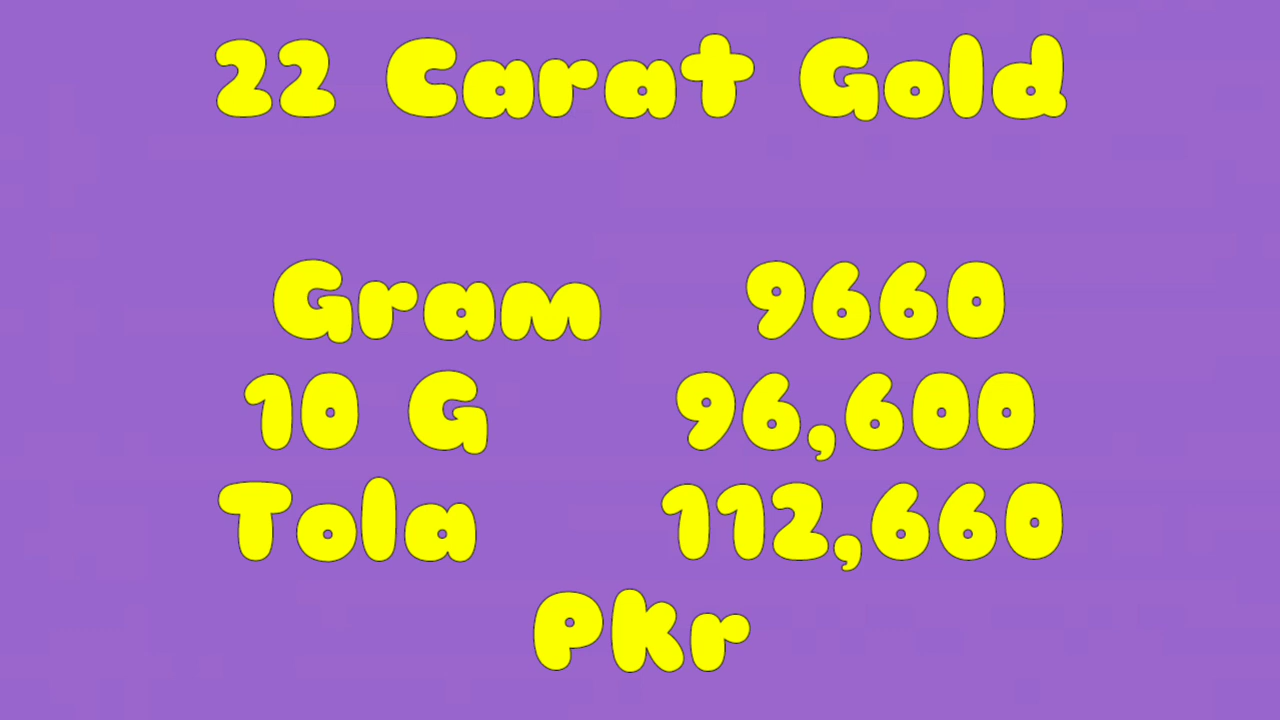 22 Carat Gold
Gram 9660
10 G 96,600
Tola 112,660
Pkr